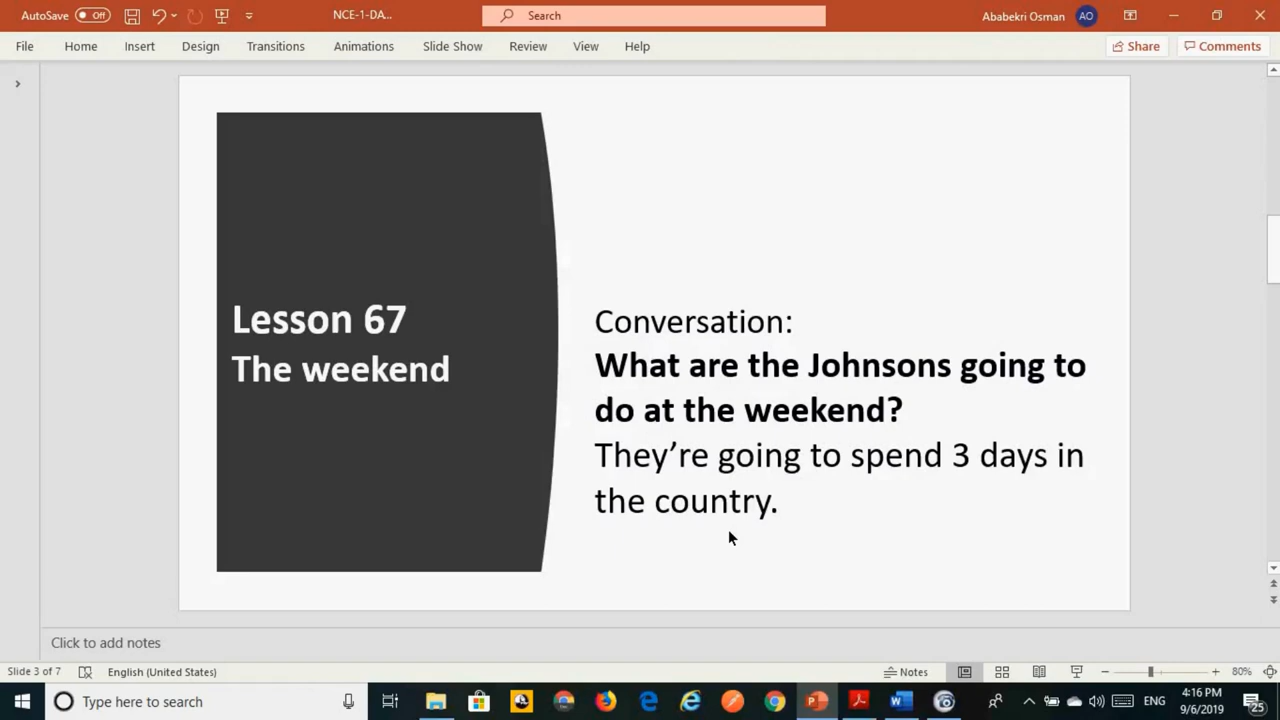 AutoSave Off NCE-1-DA... Search Ababekri Osman AO
File Home Insert Design Transitions Animations Slide Show Review View Help Share Comments
Lesson 67
The weekend
Conversation:
What are the Johnsons going to
do at the weekend?
They’re going to spend 3 days in
the country.
Click to add notes
Slide 3 of 7 English (United States) Notes 80%
Type here to search ENG 4:16 PM
9/6/2019 25